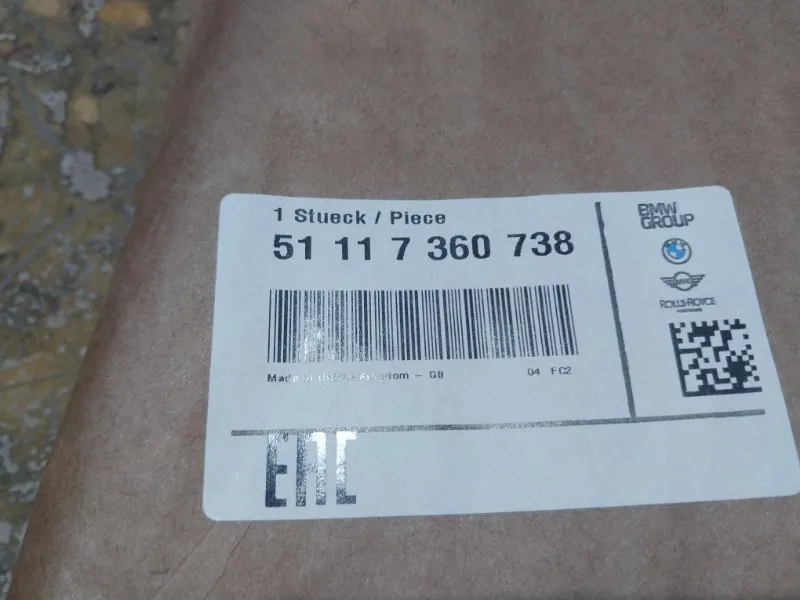 1 Stueck / Piece
51 11 7 360 738
Made in United Kingdom - GB
04 FC2
BMW
GROUP
ROLLS-ROYCE
EAC